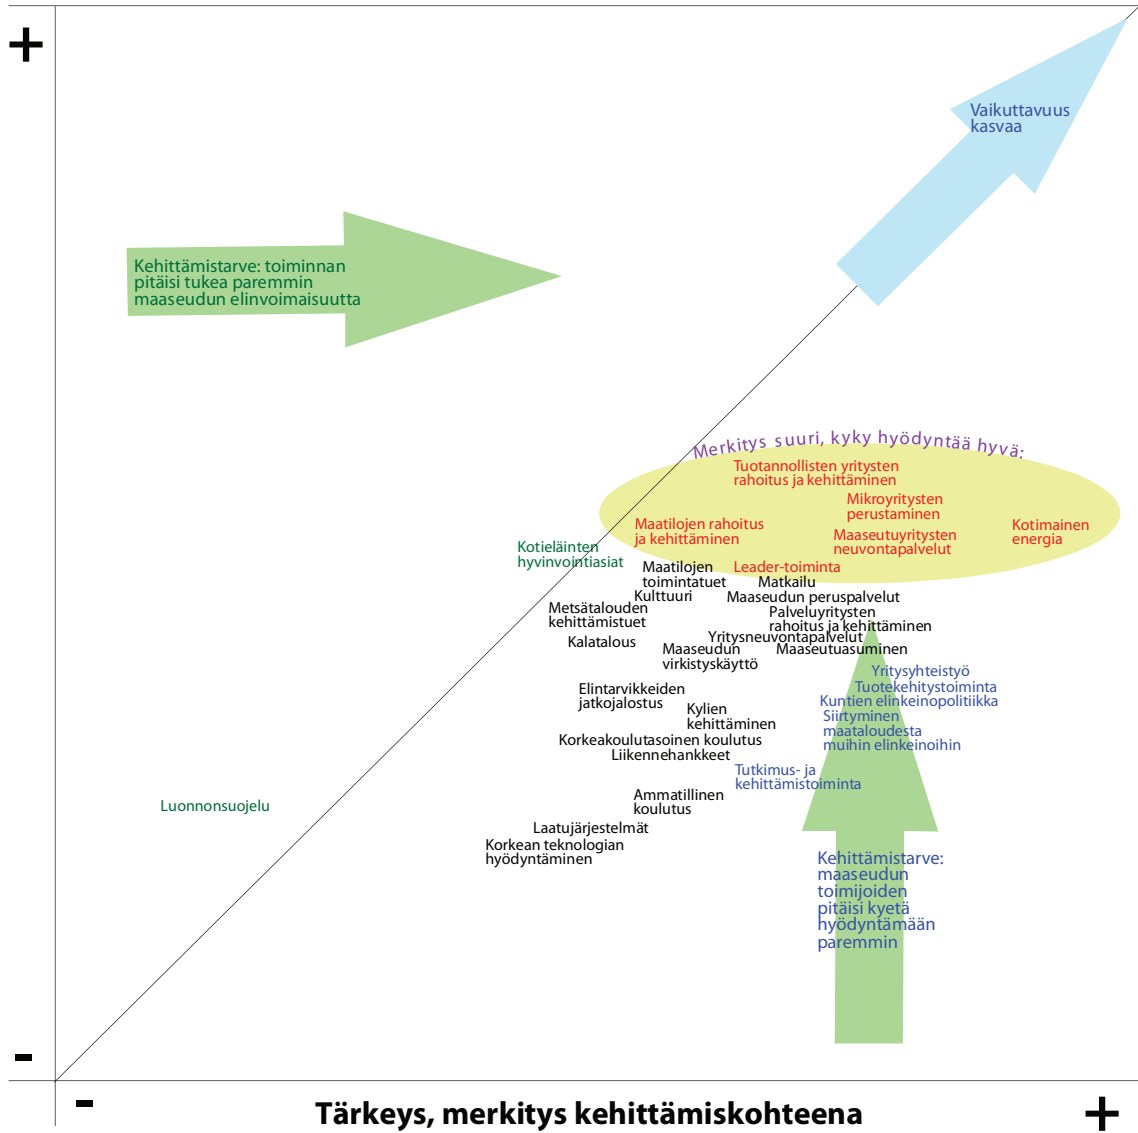 +
Vaikuttavuus
kasvaa
Kehittämistarve: toiminnan
pitäisi tukea paremmin
maaseudun elinvoimaisuutta
Merkitys suuri, kyky hyödyntää hyvä:
Tuotannollisten yritysten
rahoitus ja kehittäminen
Mikroyritysten
perustaminen
Maatilojen rahoitus
ja kehittäminen
Maaseutuyritysten
neuvontapalvelut
Kotimainen
energia
Kotieläinten
hyvinvointiasiat
Maatilojen
toimintatuet
Leader-toiminta
Matkailu
Kulttuuri
Maaseudun peruspalvelut
Metsätalouden
kehittämistuet
Palveluyritysten
rahoitus ja kehittäminen
Kalatalous
Yritysneuvontapalvelut
Maaseudun
virkistyskäyttö
Maaseutuasuminen
Yritysyhteistyö
Tuotekehitystoiminta
Kuntien elinkeinopolitiikka
Siirtyminen
maataloudesta
muihin elinkeinoihin
Elintarvikkeiden
jatkojalostus
Kylien
kehittäminen
Korkeakoulutasoinen koulutus
Liikennehankkeet
Tutkimus- ja
kehittämistoiminta
Ammatillinen
koulutus
Luonnonsuojelu
Laatujärjestelmät
Korkean teknologian
hyödyntäminen
Kehittämistarve:
maaseudun
toimijoiden
pitäisi kyetä
hyödyntämään
paremmin
-
-
Tärkeys, merkitys kehittämiskohteena
+